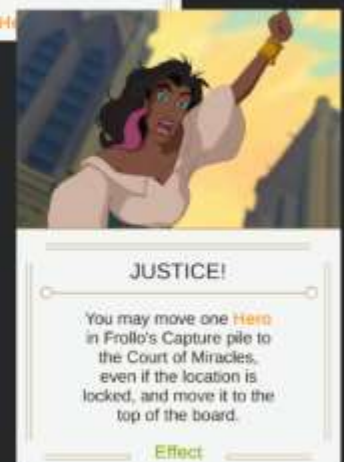 He
JUSTICE!
You may move one Hero
in Frollo's Capture pile to
the Court of Miracles,
even if the location is
locked, and move it to the
top of the board.
Effect